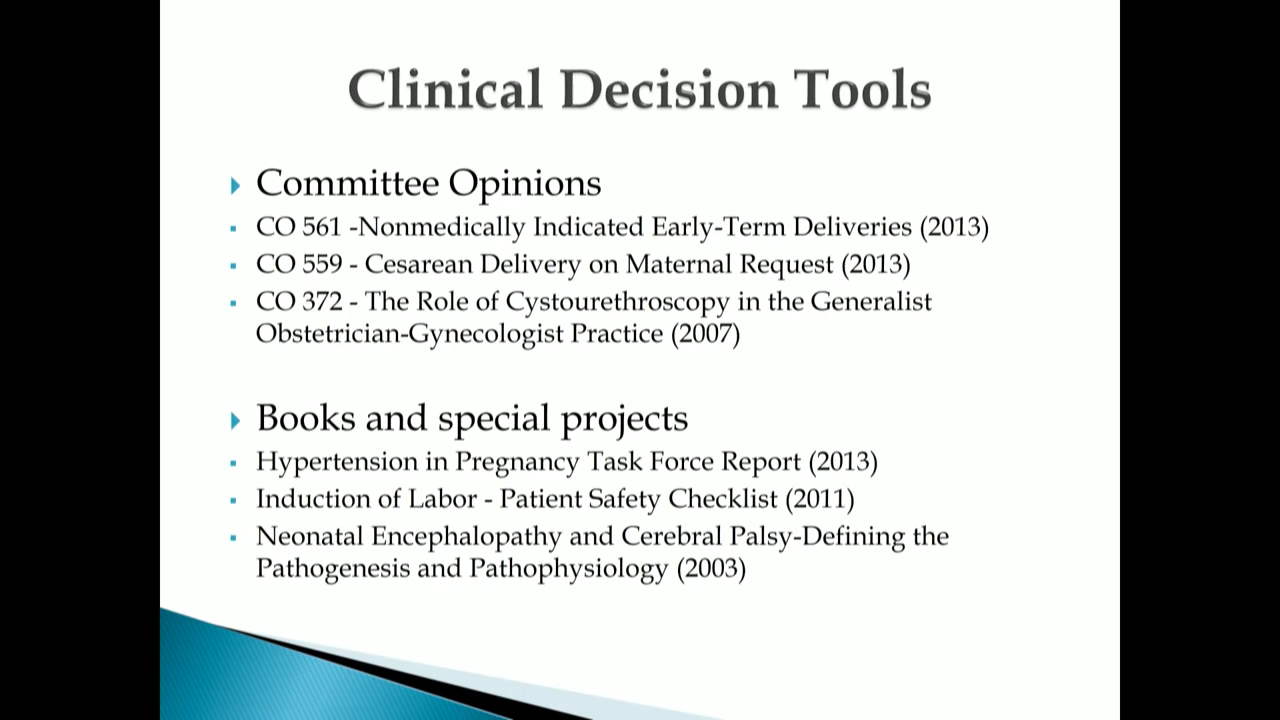 Clinical Decision Tools
Committee Opinions
CO 561 -Nonmedically Indicated Early-Term Deliveries (2013)
CO 559 - Cesarean Delivery on Maternal Request (2013)
CO 372 - The Role of Cystourethroscopy in the Generalist
Obstetrician-Gynecologist Practice (2007)
Books and special projects
Hypertension in Pregnancy Task Force Report (2013)
Induction of Labor - Patient Safety Checklist (2011)
Neonatal Encephalopathy and Cerebral Palsy-Defining the
Pathogenesis and Pathophysiology (2003)